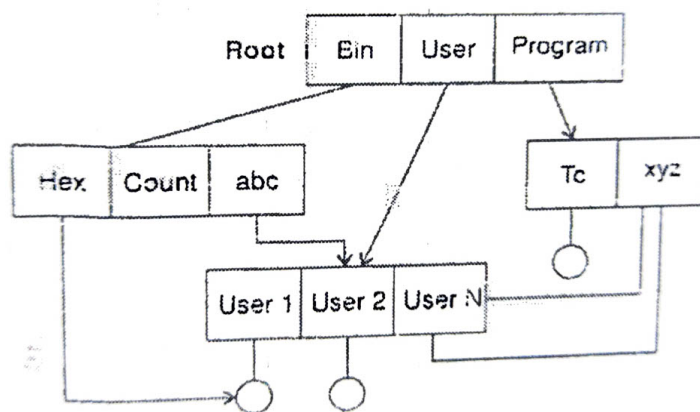 Root Bin User Program
Hex Count abc
Tc xyz
User 1 User 2 User N